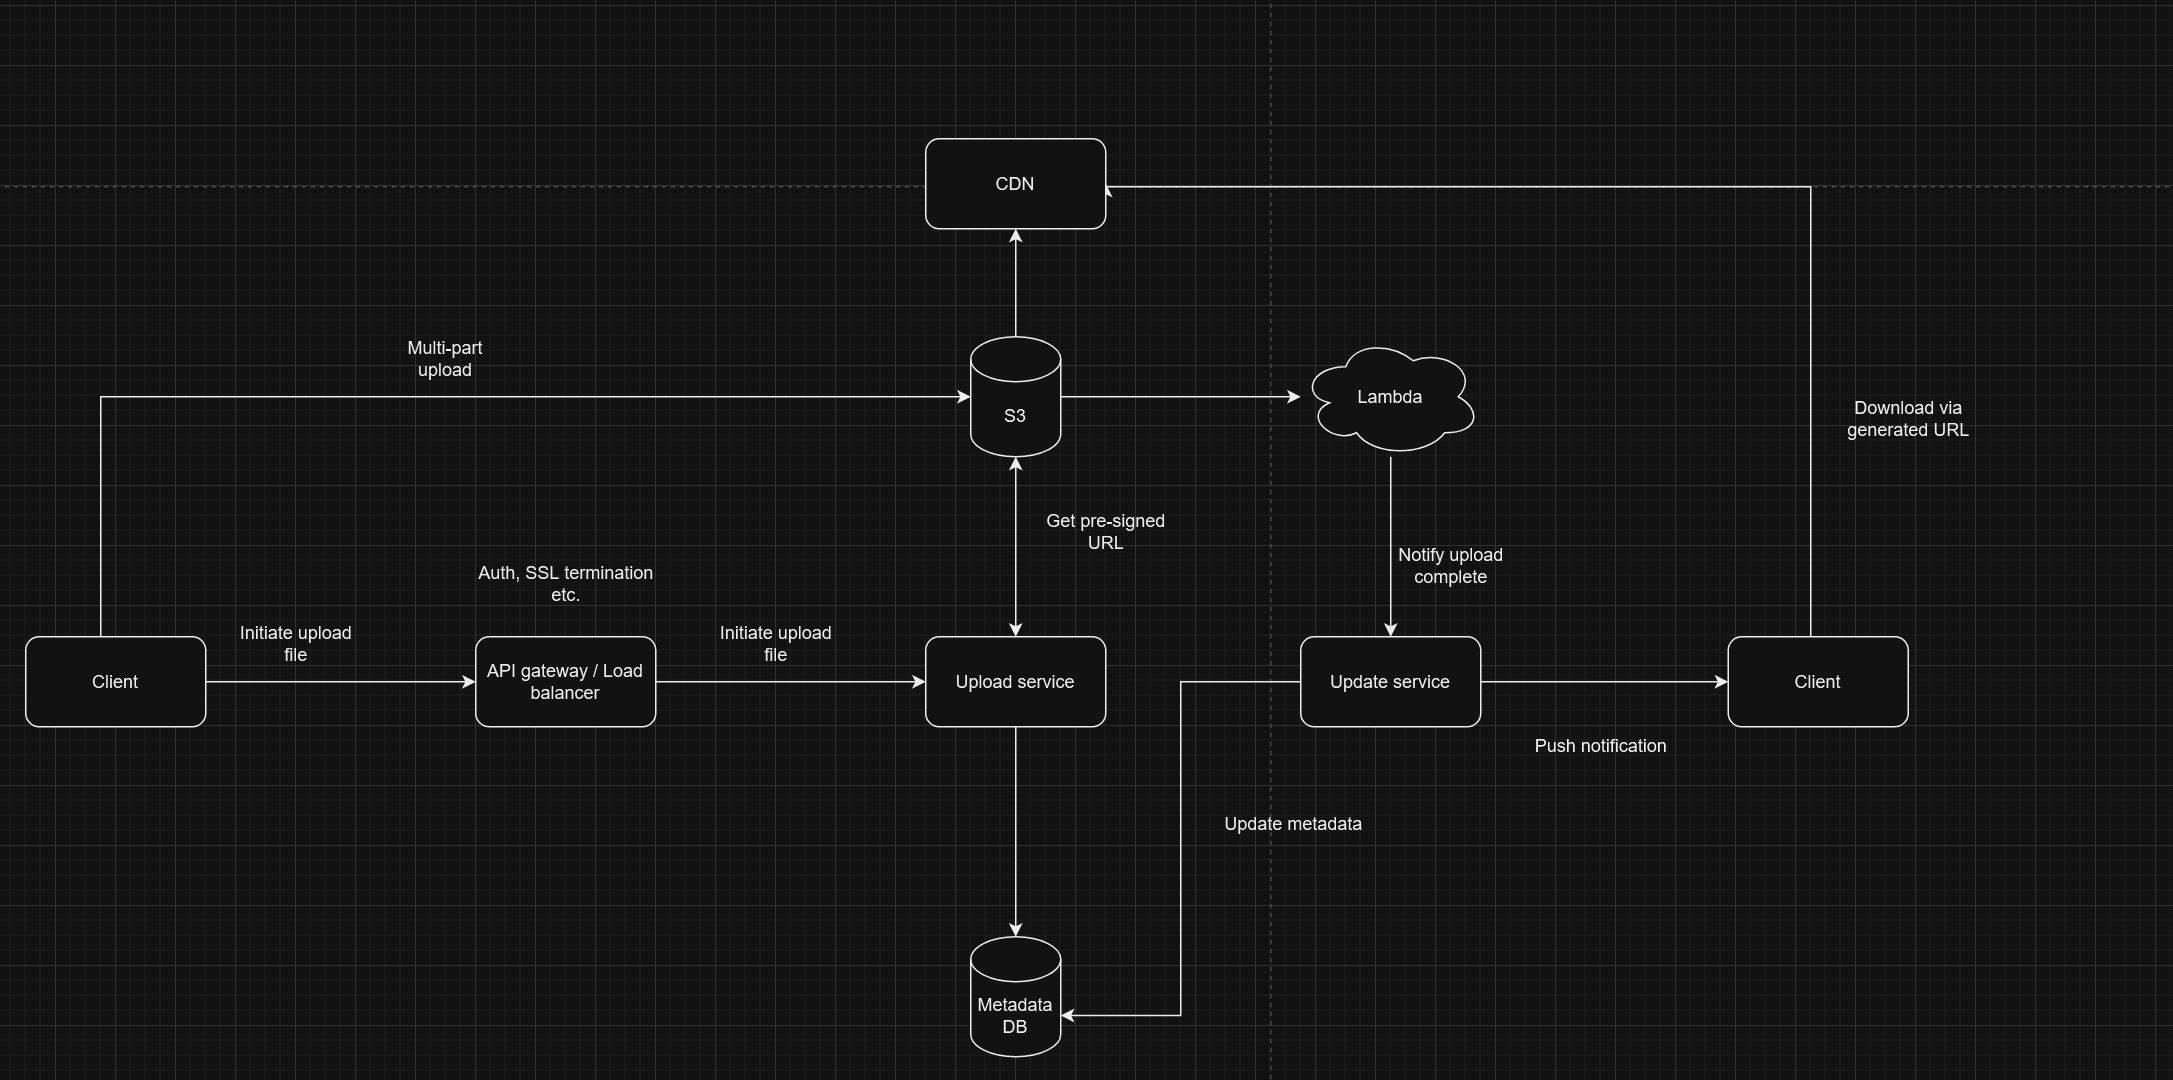 CDN
Multi-part
upload
S3
Lambda
Download via
generated URL
Get pre-signed
URL
Notify upload
complete
Auth, SSL termination
etc.
Initiate upload
file
Initiate upload
file
Client
API gateway / Load
balancer
Upload service
Update service
Client
Push notification
Update metadata
Metadata
DB